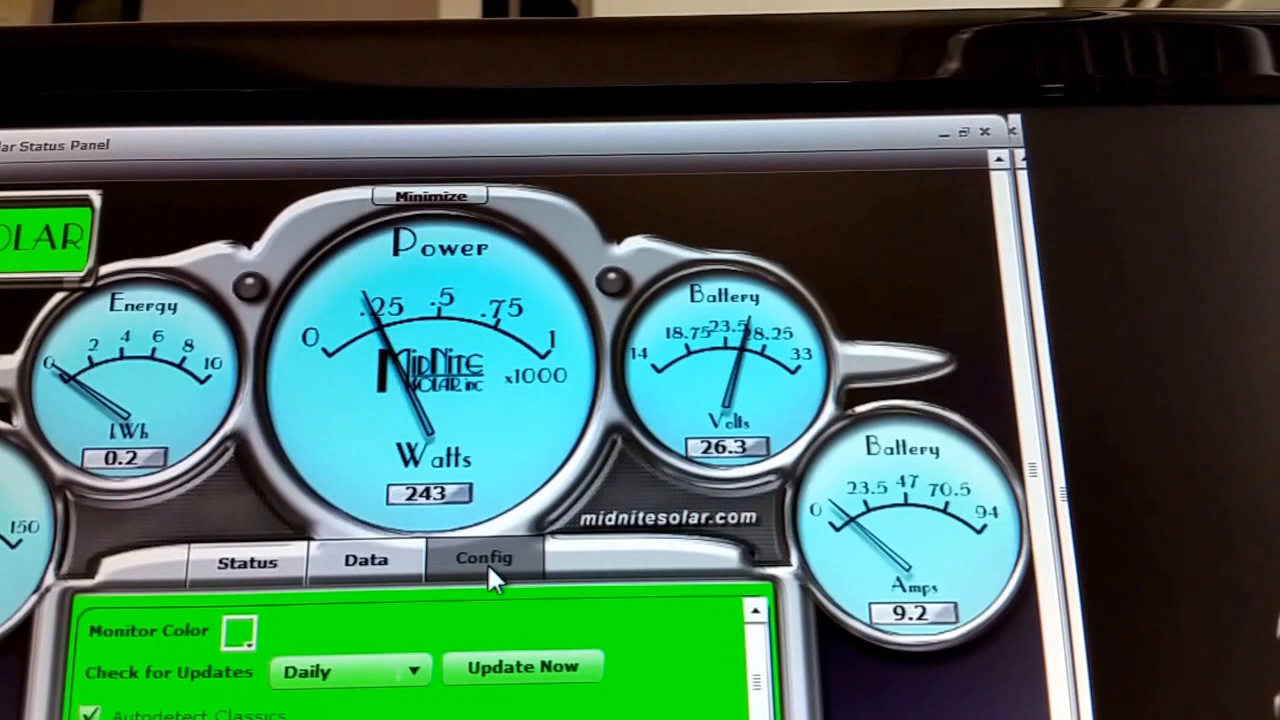 lar Status Panel
OLAR
Minimize
Power
0 .25 .5 .75 1
MidNite
SOLAR inc
x1000
Watts
243
Energy
0 2 4 6 8 10
kWh
0.2
Battery
14 18.75 23.5 28.25 33
Volts
26.3
Battery
0 23.5 47 70.5 94
Amps
9.2
150
midnitesolar.com
Status Data Config
Monitor Color
Check for Updates Daily Update Now
Autodetect Classics